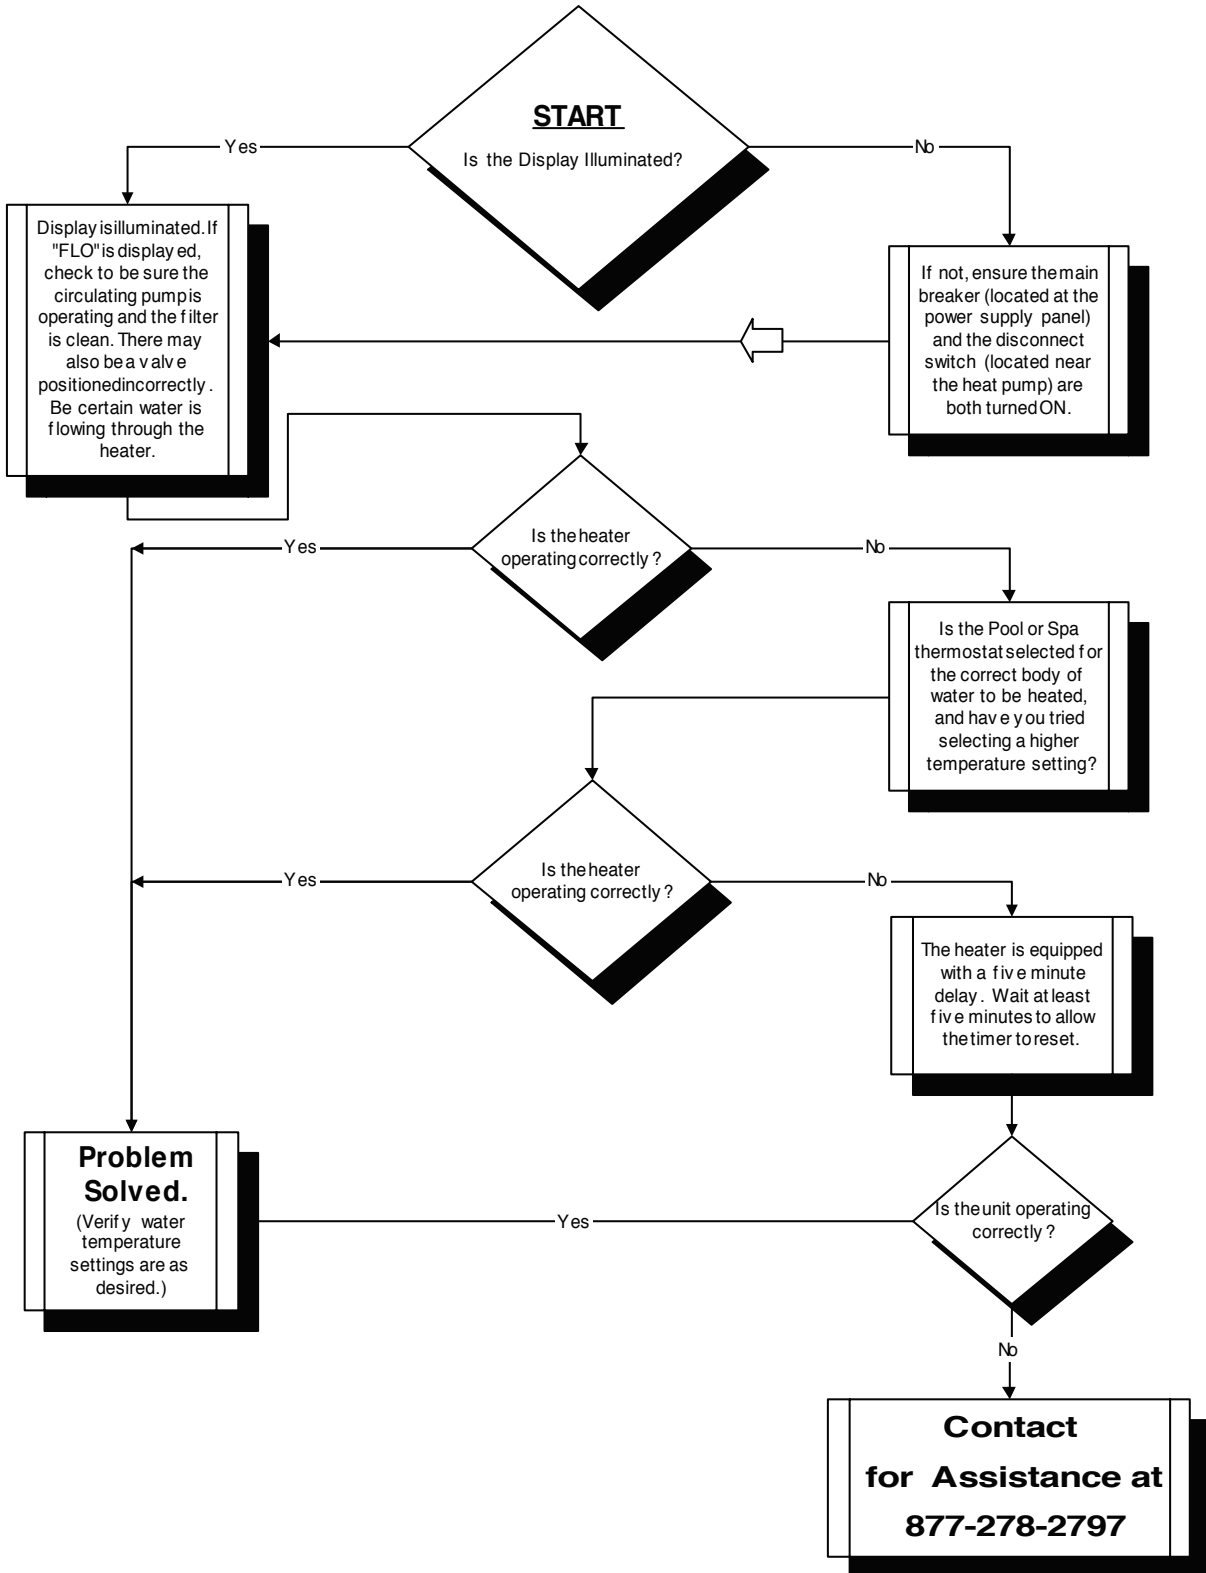 START
Is the Display Illuminated?
Yes
No
Display is illuminated. If
"FLO" is displayed,
check to be sure the
circulating pump is
operating and the filter
is clean. There may
also be a valve
positioned incorrectly.
Be certain water is
flowing through the
heater.
If not, ensure the main
breaker (located at the
power supply panel)
and the disconnect
switch (located near
the heat pump) are
both turned ON.
Is the heater
operating correctly?
Yes
No
Is the Pool or Spa
thermostat selected for
the correct body of
water to be heated,
and have you tried
selecting a higher
temperature setting?
Is the heater
operating correctly?
Yes
No
The heater is equipped
with a five minute
delay. Wait at least
five minutes to allow
the timer to reset.
Problem
Solved.
(Verify water
temperature
settings are as
desired.)
Yes
Is the unit operating
correctly?
No
Contact
for Assistance at
877-278-2797